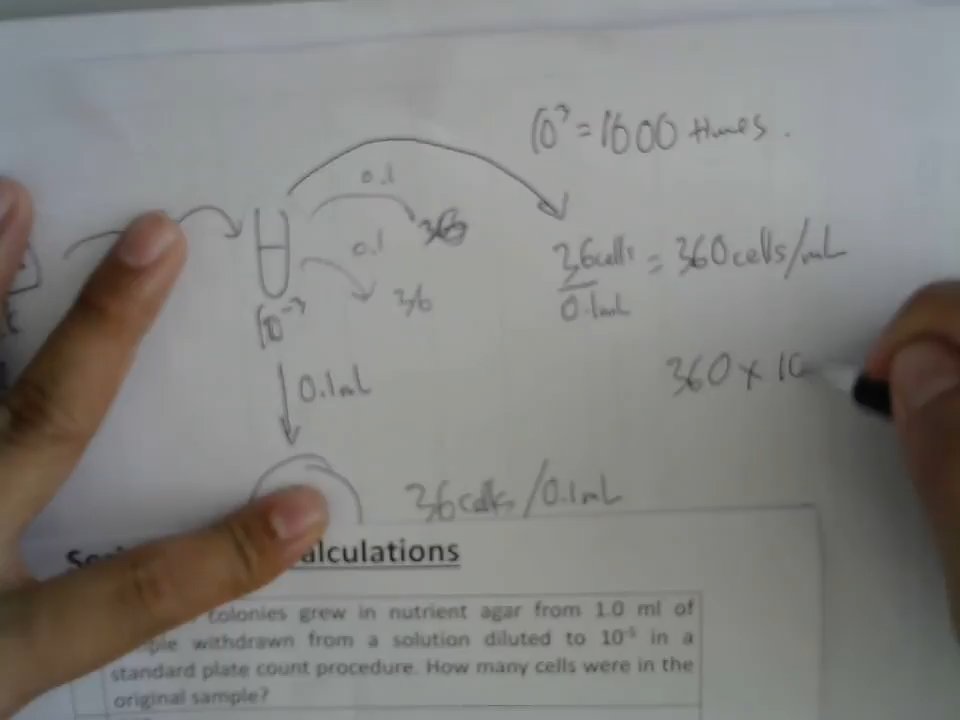 10³ = 1000 times.
0.1
36
0.1
36
36cells = 360cells/mL
0.1mL
10⁻³
360 x 10
0.1mL
36cells/0.1mL
alculations
colonies grew in nutrient agar from 1.0 ml of
ple withdrawn from a solution diluted to 10⁻⁵ in a
standard plate count procedure. How many cells were in the
original sample?